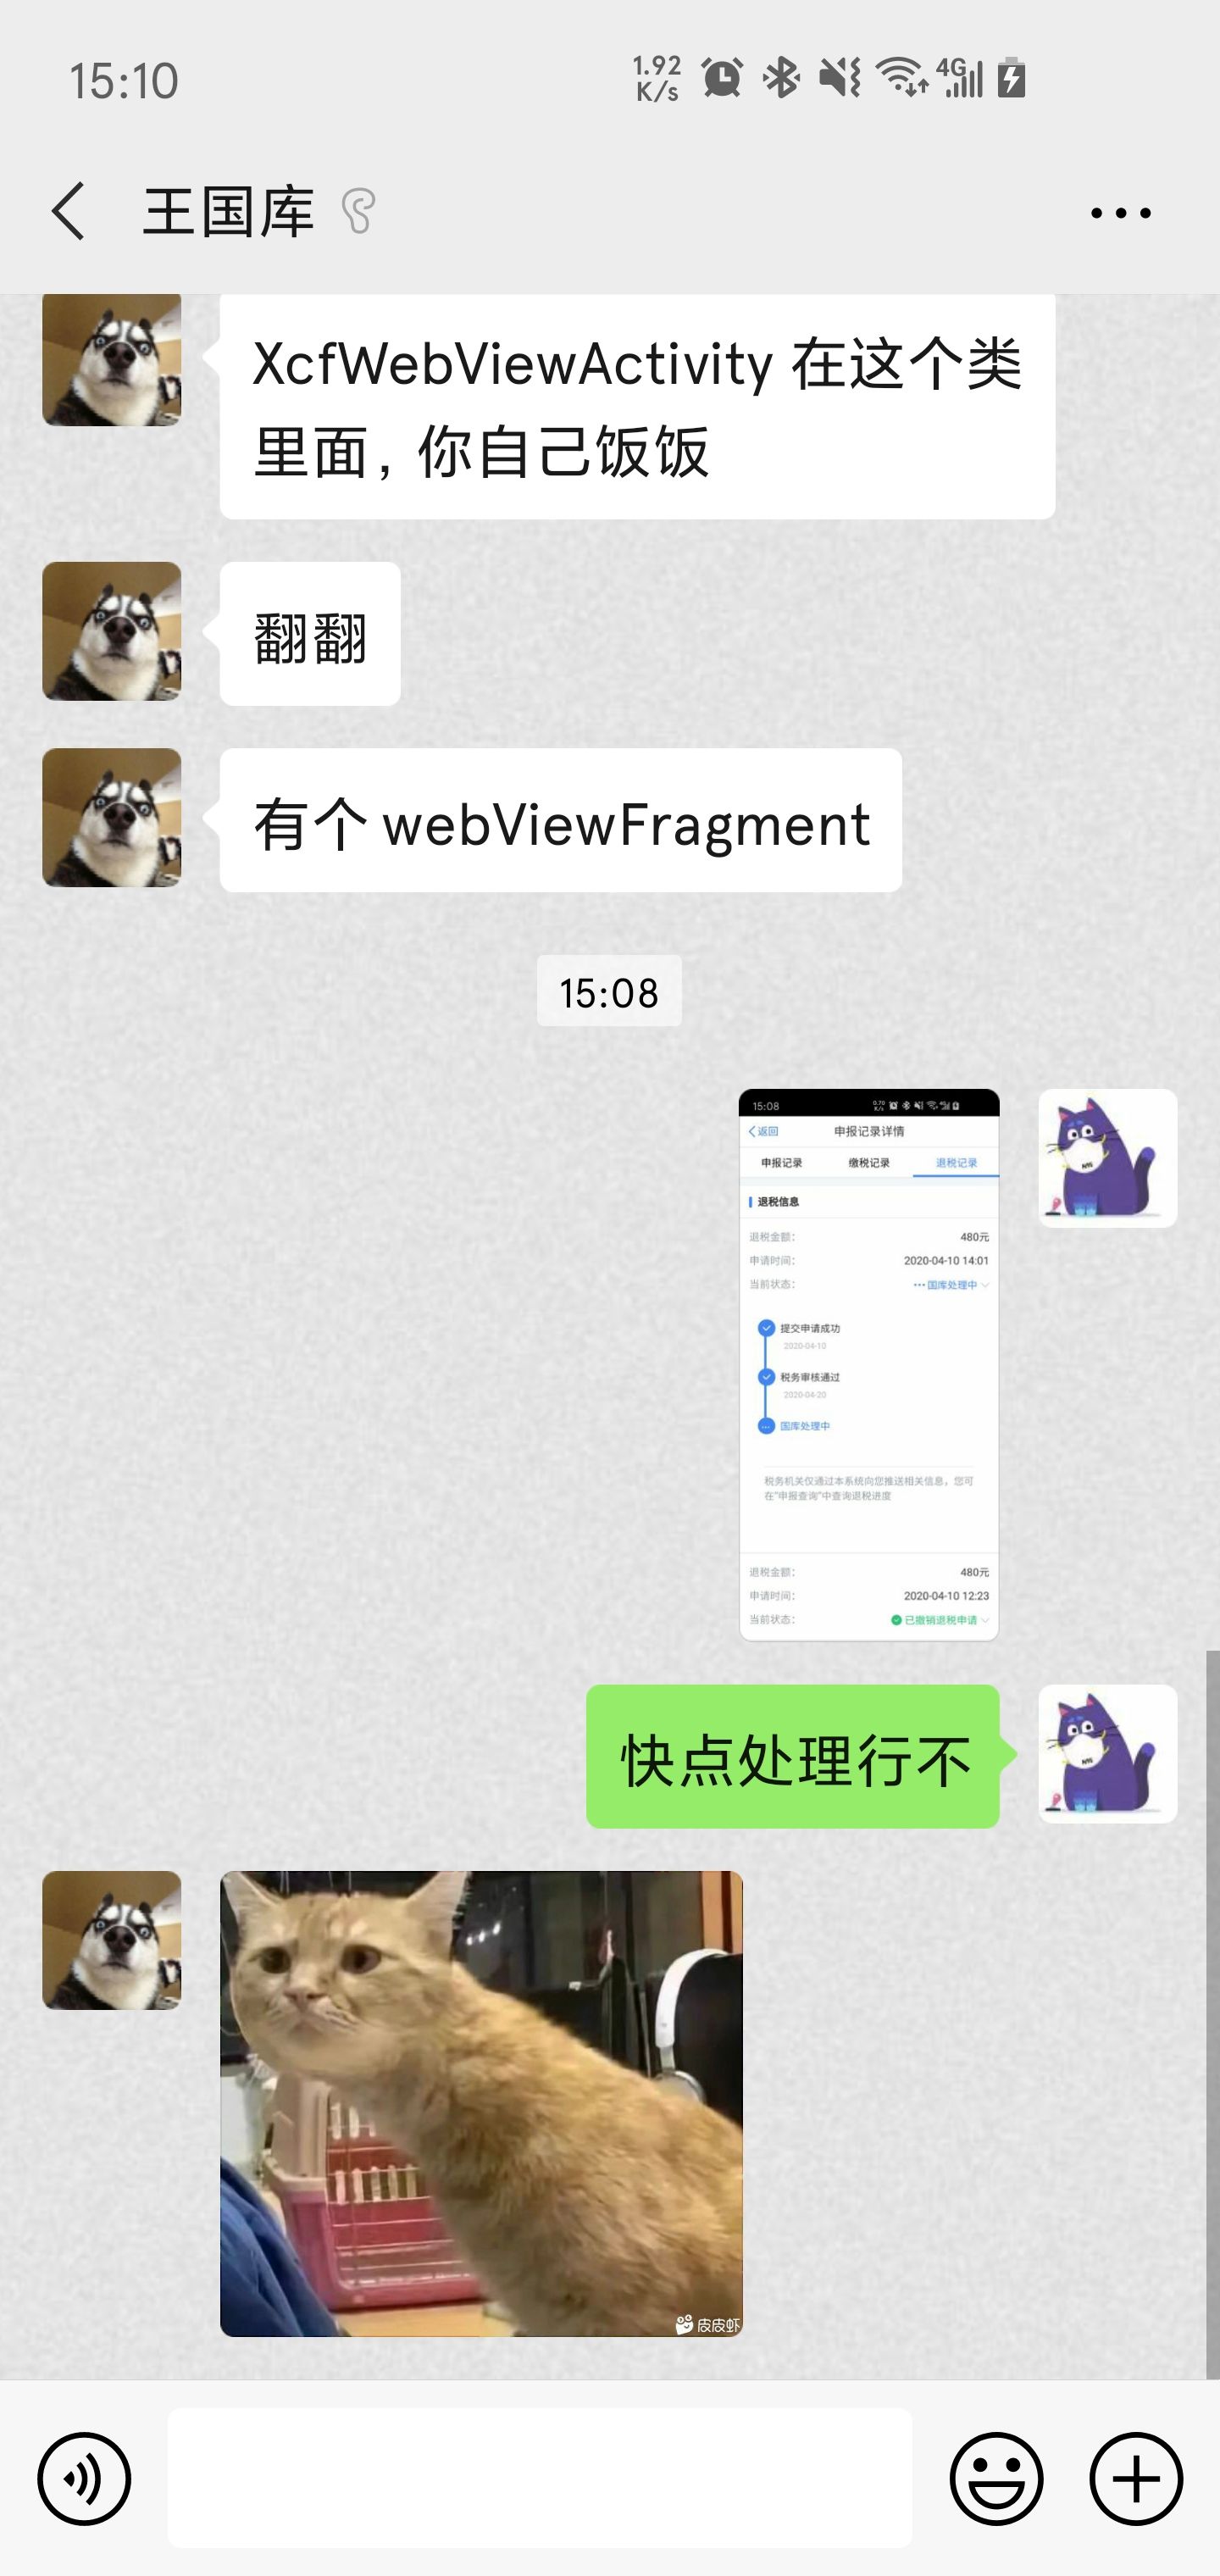 15:10
1.92
K/s
4G
王国库
XcfWebViewActivity 在这个类
里面，你自己饭饭
翻翻
有个 webViewFragment
15:08
15:08
返回
申报记录详情
申报记录 缴税记录 退税记录
退税信息
退税金额： 480元
申请时间： 2020-04-10 14:01
当前状态： 国库处理中
提交申请成功
2020-04-10
税务审核通过
2020-04-20
国库处理中
税务机关仅通过本系统向您推送相关信息，您可
在“申报查询”中查询退税进度
退税金额： 480元
申请时间： 2020-04-10 12:23
当前状态： 已撤销退税申请
快点处理行不
皮皮虾